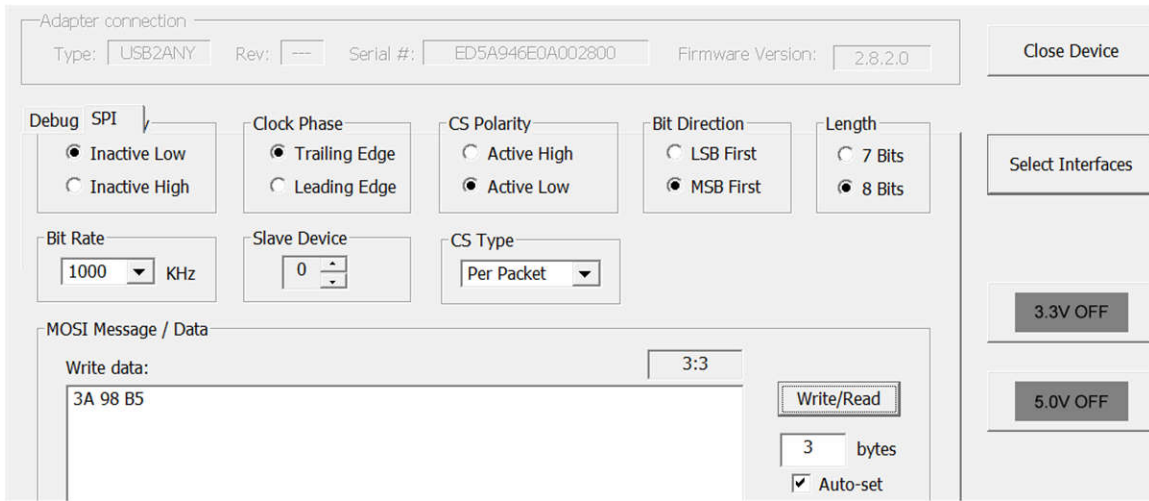 Adapter connection
Type: USB2ANY Rev: --- Serial #: ED5A946E0A002800 Firmware Version: 2.8.2.0
Close Device
Debug SPI y Clock Phase CS Polarity Bit Direction Length
Inactive Low Trailing Edge Active High LSB First 7 Bits
Inactive High Leading Edge Active Low MSB First 8 Bits
Select Interfaces
Bit Rate Slave Device CS Type
1000 KHz 0 Per Packet
3.3V OFF
MOSI Message / Data
Write data: 3:3
3A 98 B5 Write/Read
5.0V OFF
3 bytes
Auto-set